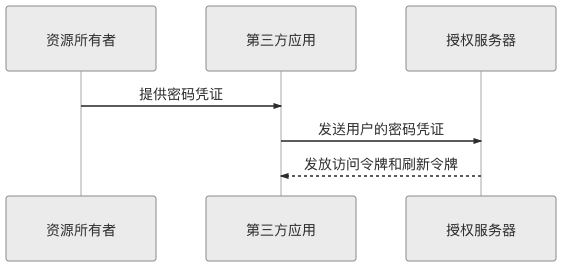 资源所有者
第三方应用
授权服务器
提供密码凭证
发送用户的密码凭证
发放访问令牌和刷新令牌
资源所有者
第三方应用
授权服务器